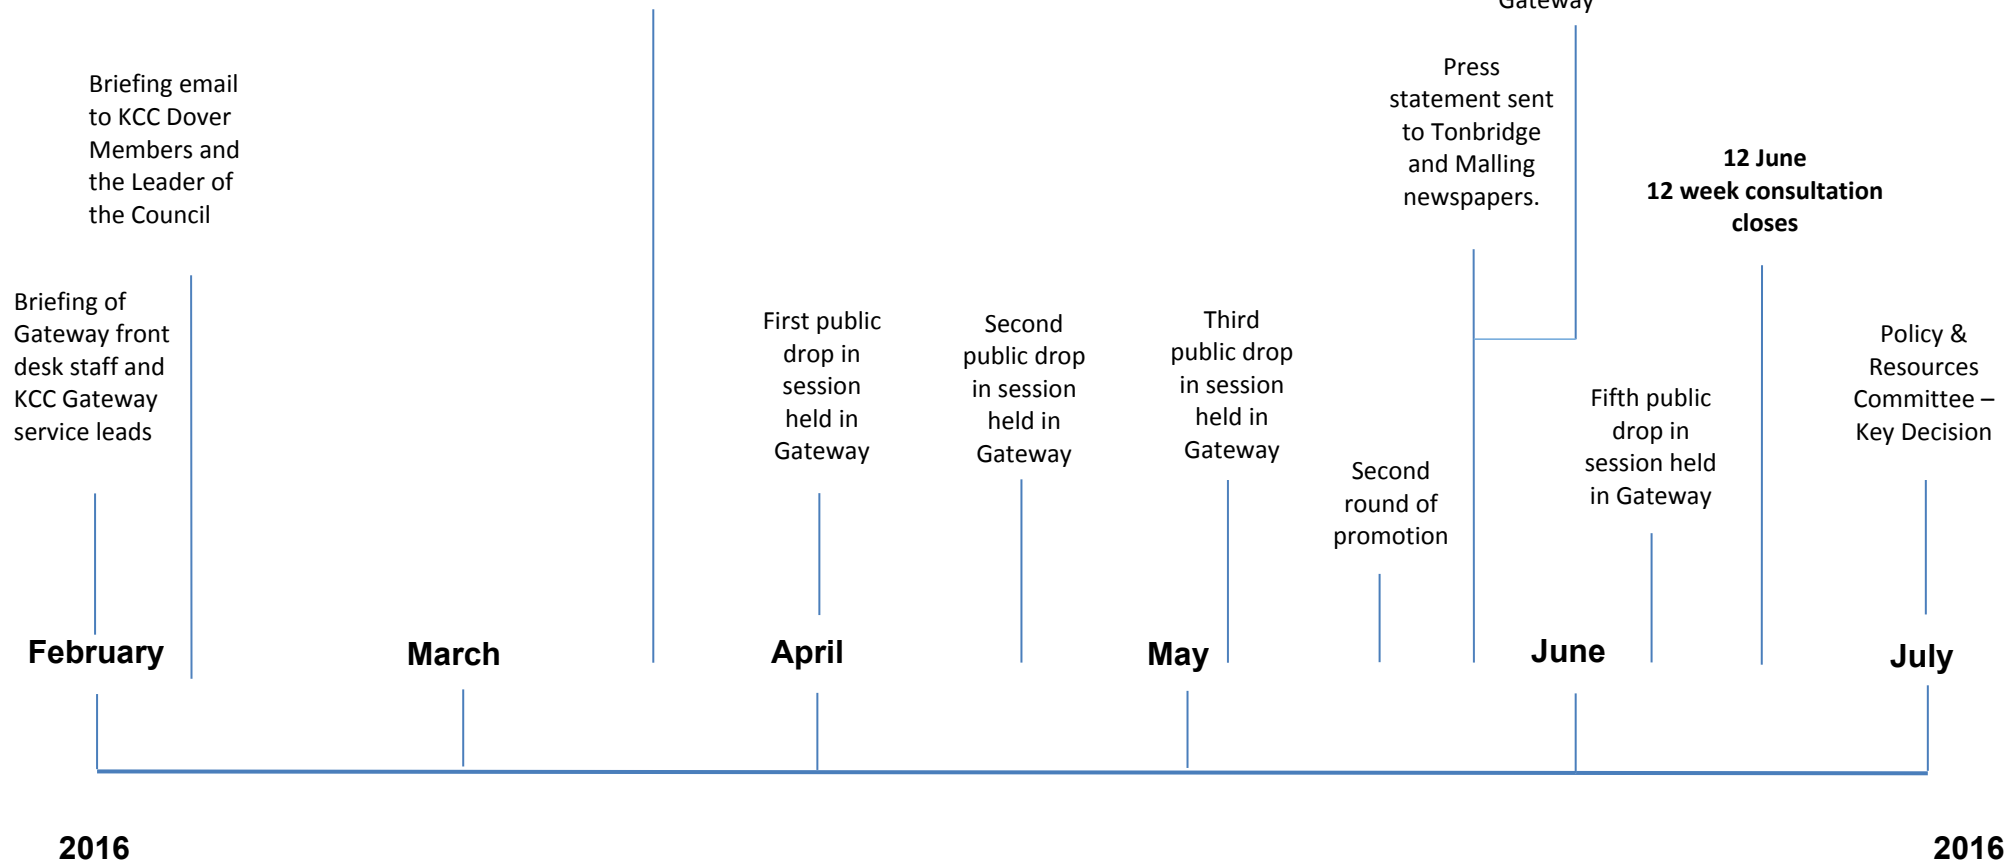 Gateway
Briefing email
to KCC Dover
Members and
the Leader of
the Council
Press
statement sent
to Tonbridge
and Malling
newspapers.
12 June
12 week consultation
closes
Briefing of
Gateway front
desk staff and
KCC Gateway
service leads
First public
drop in
session
held in
Gateway
Second
public drop
in session
held in
Gateway
Third
public drop
in session
held in
Gateway
Second
round of
promotion
Fifth public
drop in
session held
in Gateway
Policy &
Resources
Committee –
Key Decision
February
March
April
May
June
July
2016
2016